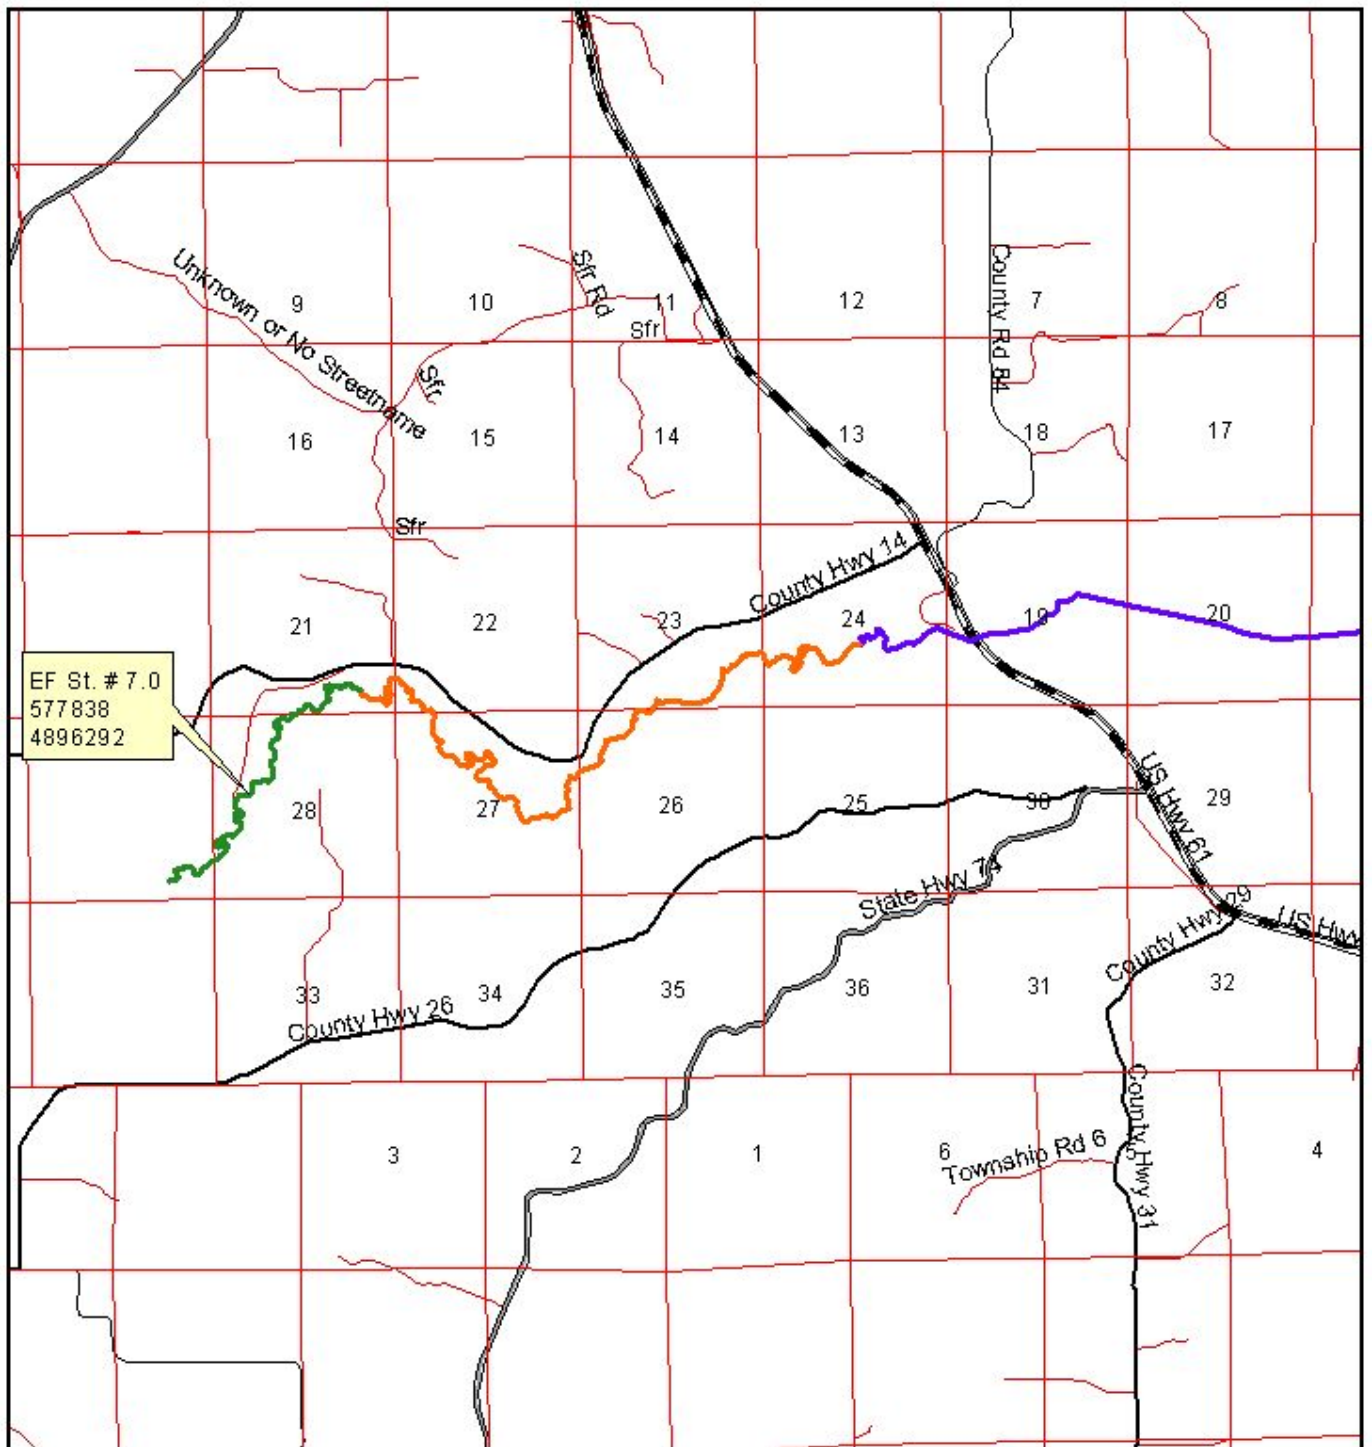 Unknown or No Streetname
9
10
Sfr Rd
11
Sfr
12
County Rd 84
7
8
Sfr
16
15
14
13
18
17
Sfr
County Hwy 14
21
22
23
24
19
20
EF St. # 7.0
577838
4896292
28
27
26
25
30
US Hwy 61
29
State Hwy 74
County Hwy 29
US Hwy
33
34
35
36
31
32
County Hwy 26
County Hwy 31
3
2
1
6
Township Rd 6
5
4